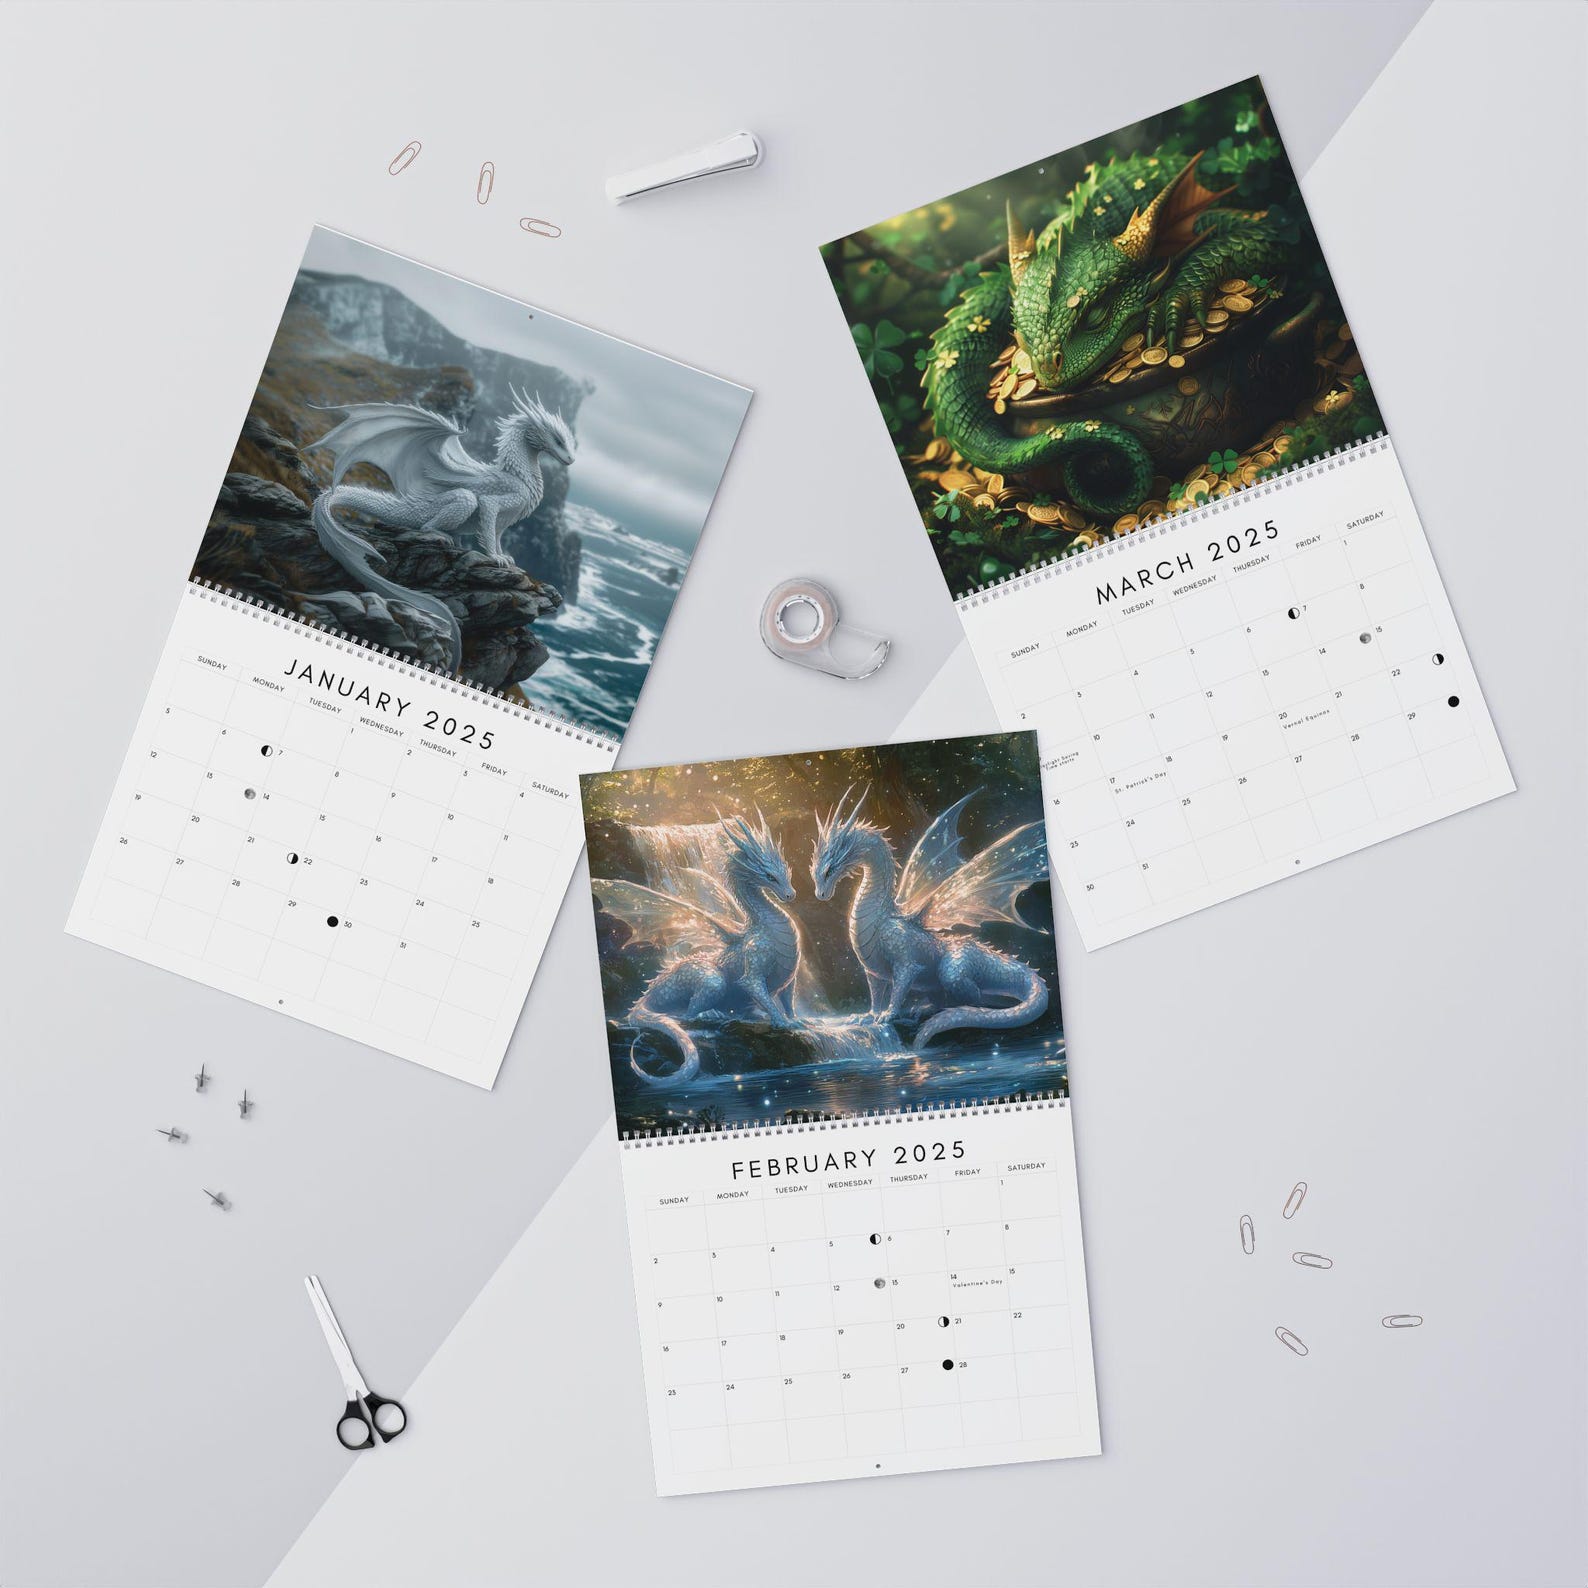 JANUARY 2025
SUNDAY MONDAY TUESDAY WEDNESDAY THURSDAY FRIDAY SATURDAY
1 2 3 4
5 6 7 8 9 10 11
12 13 14 15 16 17 18
19 20 21 22 23 24 25
26 27 28 29 30 31
MARCH 2025
SUNDAY MONDAY TUESDAY WEDNESDAY THURSDAY FRIDAY SATURDAY
1
2 3 4 5 6 7 8
10 11 12 13 14 15
Saving
Time starts
16 17 18 19 20 21 22
St. Patrick's Day Vernal Equinox
23 24 25 26 27 28 29
30 31
FEBRUARY 2025
SUNDAY MONDAY TUESDAY WEDNESDAY THURSDAY FRIDAY SATURDAY
1
2 3 4 5 6 7 8
9 10 11 12 13 14 15
Valentine's Day
16 17 18 19 20 21 22
23 24 25 26 27 28